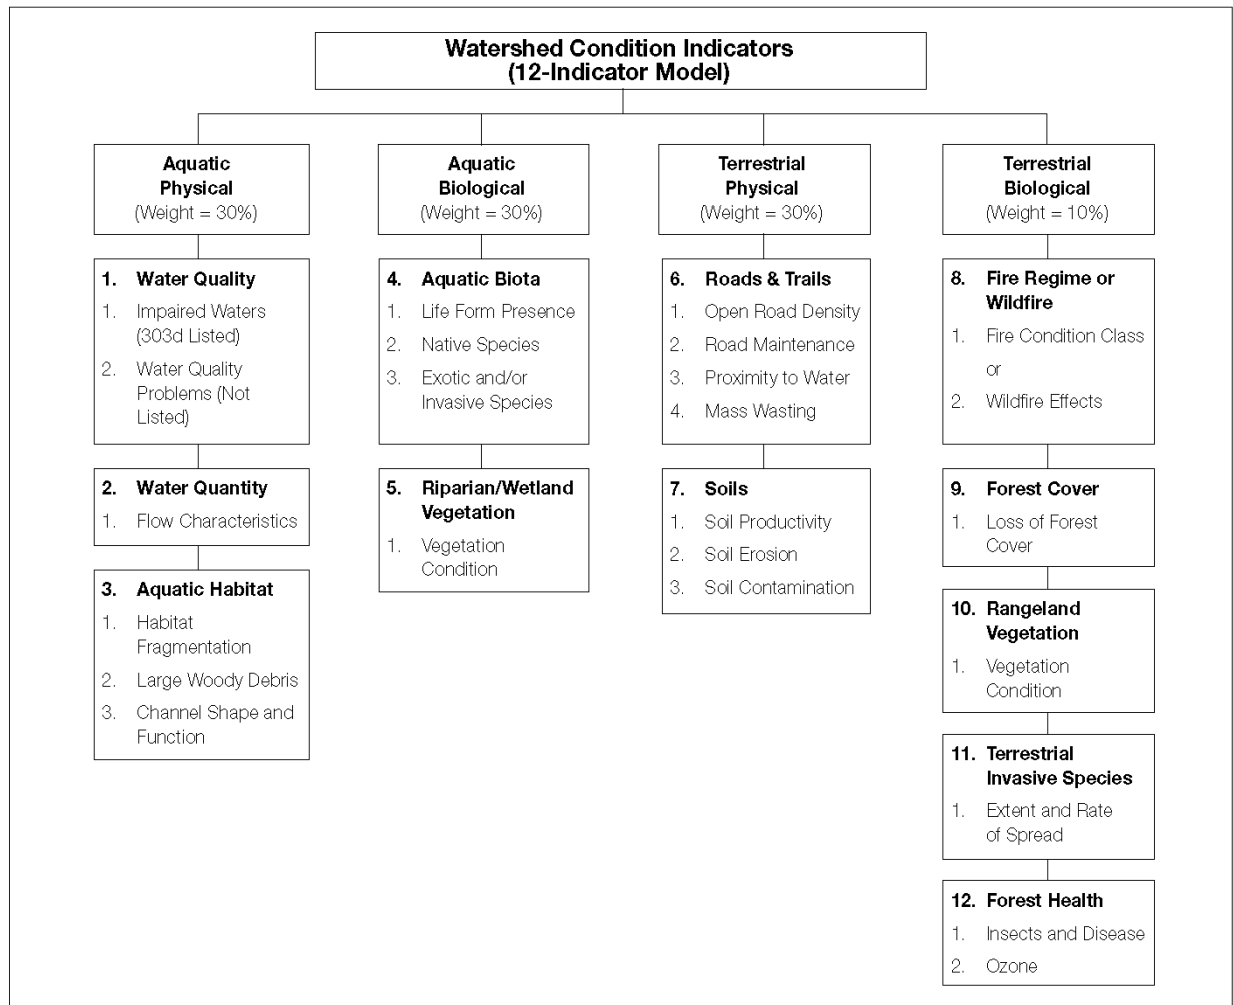 Watershed Condition Indicators
(12-Indicator Model)
Aquatic
Physical
(Weight = 30%)
1. Water Quality
1. Impaired Waters
(303d Listed)
2. Water Quality
Problems (Not
Listed)
2. Water Quantity
1. Flow Characteristics
3. Aquatic Habitat
1. Habitat
Fragmentation
2. Large Woody Debris
3. Channel Shape and
Function
Aquatic
Biological
(Weight = 30%)
4. Aquatic Biota
1. Life Form Presence
2. Native Species
3. Exotic and/or
Invasive Species
5. Riparian/Wetland
Vegetation
1. Vegetation
Condition
Terrestrial
Physical
(Weight = 30%)
6. Roads & Trails
1. Open Road Density
2. Road Maintenance
3. Proximity to Water
4. Mass Wasting
7. Soils
1. Soil Productivity
2. Soil Erosion
3. Soil Contamination
Terrestrial
Biological
(Weight = 10%)
8. Fire Regime or
Wildfire
1. Fire Condition Class
or
2. Wildfire Effects
9. Forest Cover
1. Loss of Forest
Cover
10. Rangeland
Vegetation
1. Vegetation
Condition
11. Terrestrial
Invasive Species
1. Extent and Rate
of Spread
12. Forest Health
1. Insects and Disease
2. Ozone